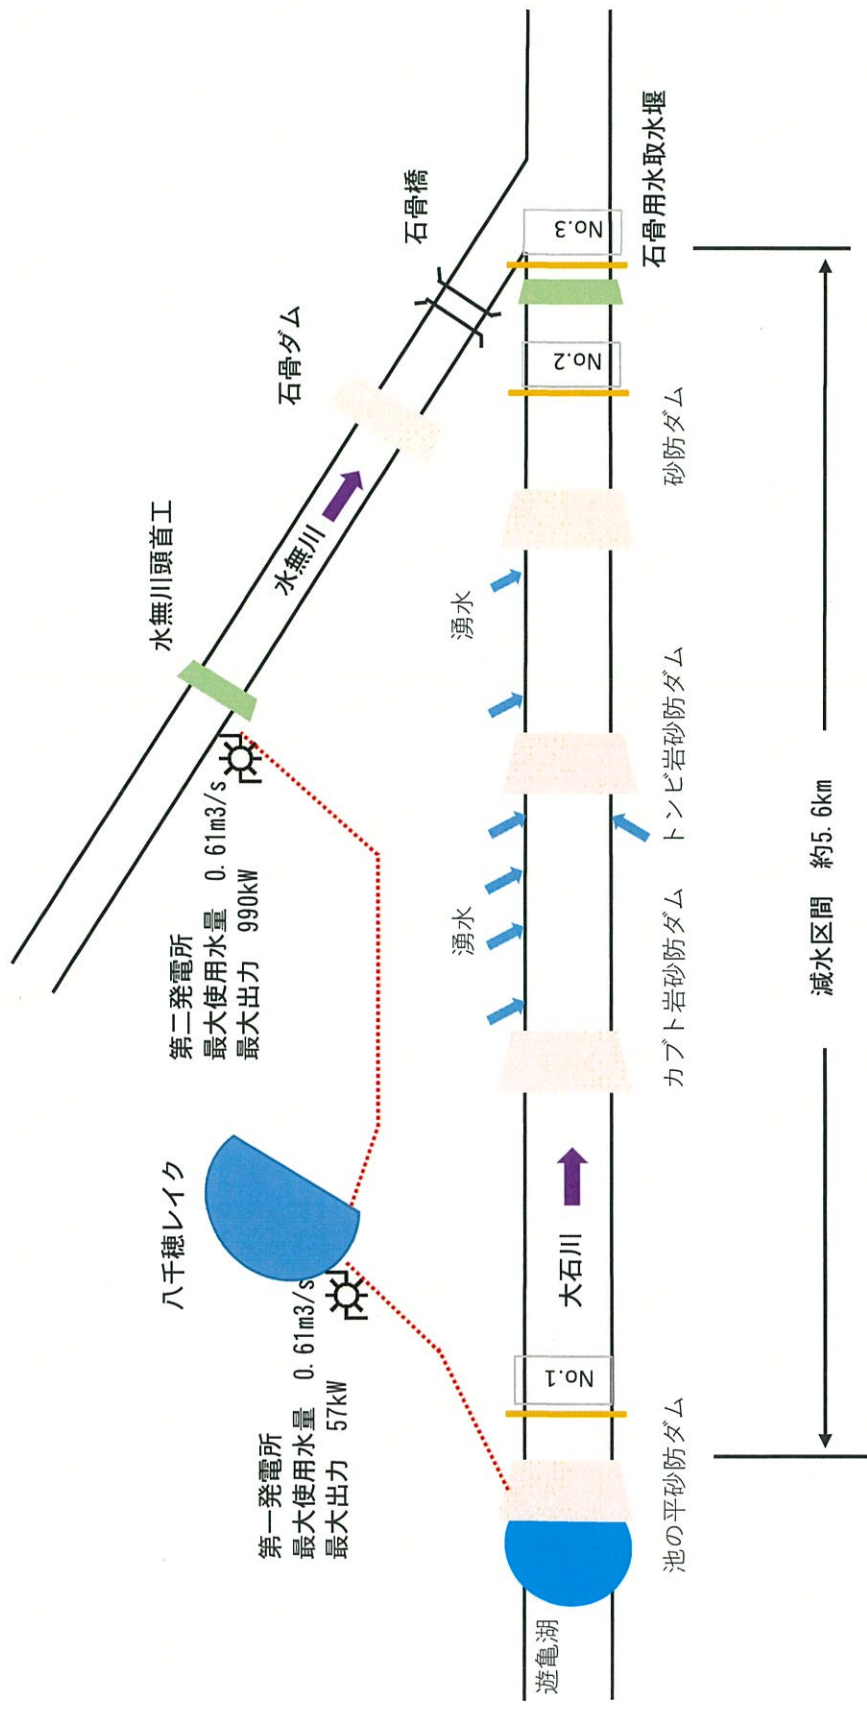 石骨橋
石骨ダム
水無川頭首工
水無川
第二発電所
最大使用水量 0.61m3/s
最大出力 990kW
八千穂レイク
第一発電所
最大使用水量 0.61m3/s
最大出力 57kW
湧水
湧水
遊亀湖
No.1
大石川
No.2
No.3
池の平砂防ダム
カブト岩砂防ダム
トンビ岩砂防ダム
砂防ダム
石骨用水取水堰
減水区間 約5.6km